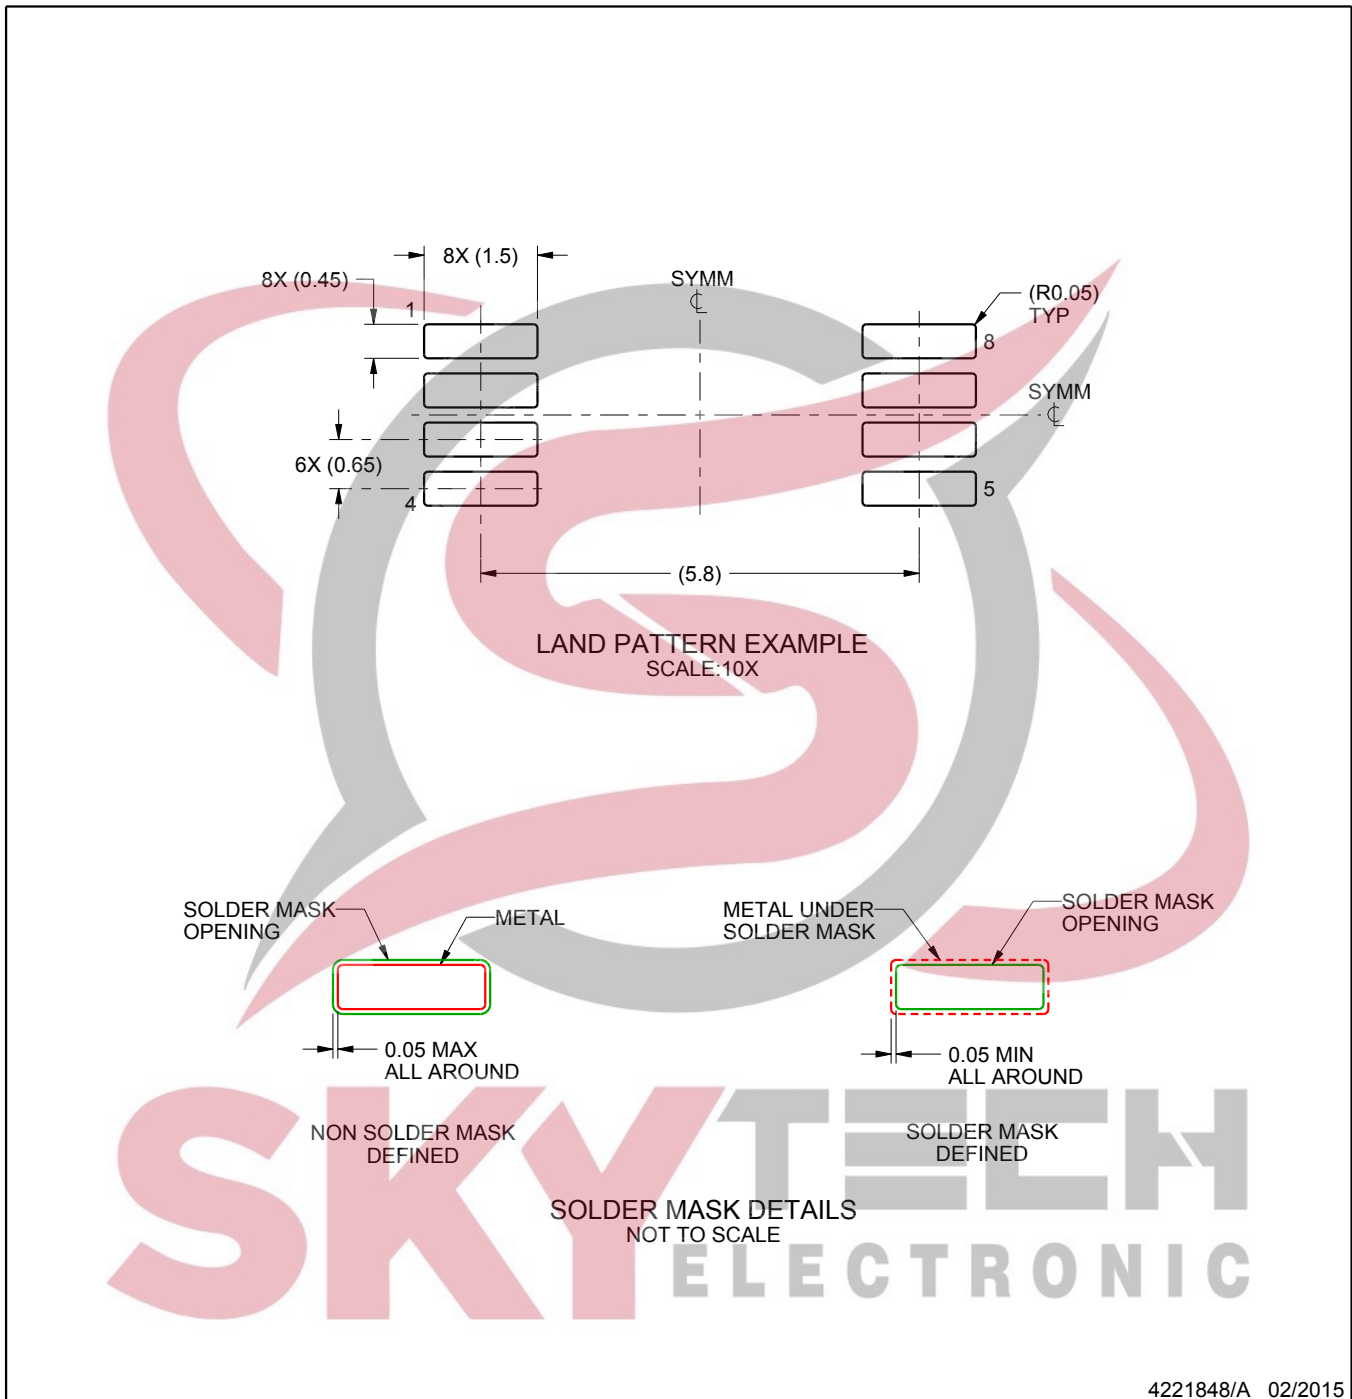 8X (1.5)
8X (0.45)
SYMM
(R0.05)
TYP
1
8
SYMM
6X (0.65)
4
5
(5.8)
LAND PATTERN EXAMPLE
SCALE:10X
SOLDER MASK
OPENING
METAL
METAL UNDER
SOLDER MASK
SOLDER MASK
OPENING
0.05 MAX
ALL AROUND
0.05 MIN
ALL AROUND
NON SOLDER MASK
DEFINED
SOLDER MASK
DEFINED
SOLDER MASK DETAILS
NOT TO SCALE
SKYTECH
ELECTRONIC
4221848/A 02/2015